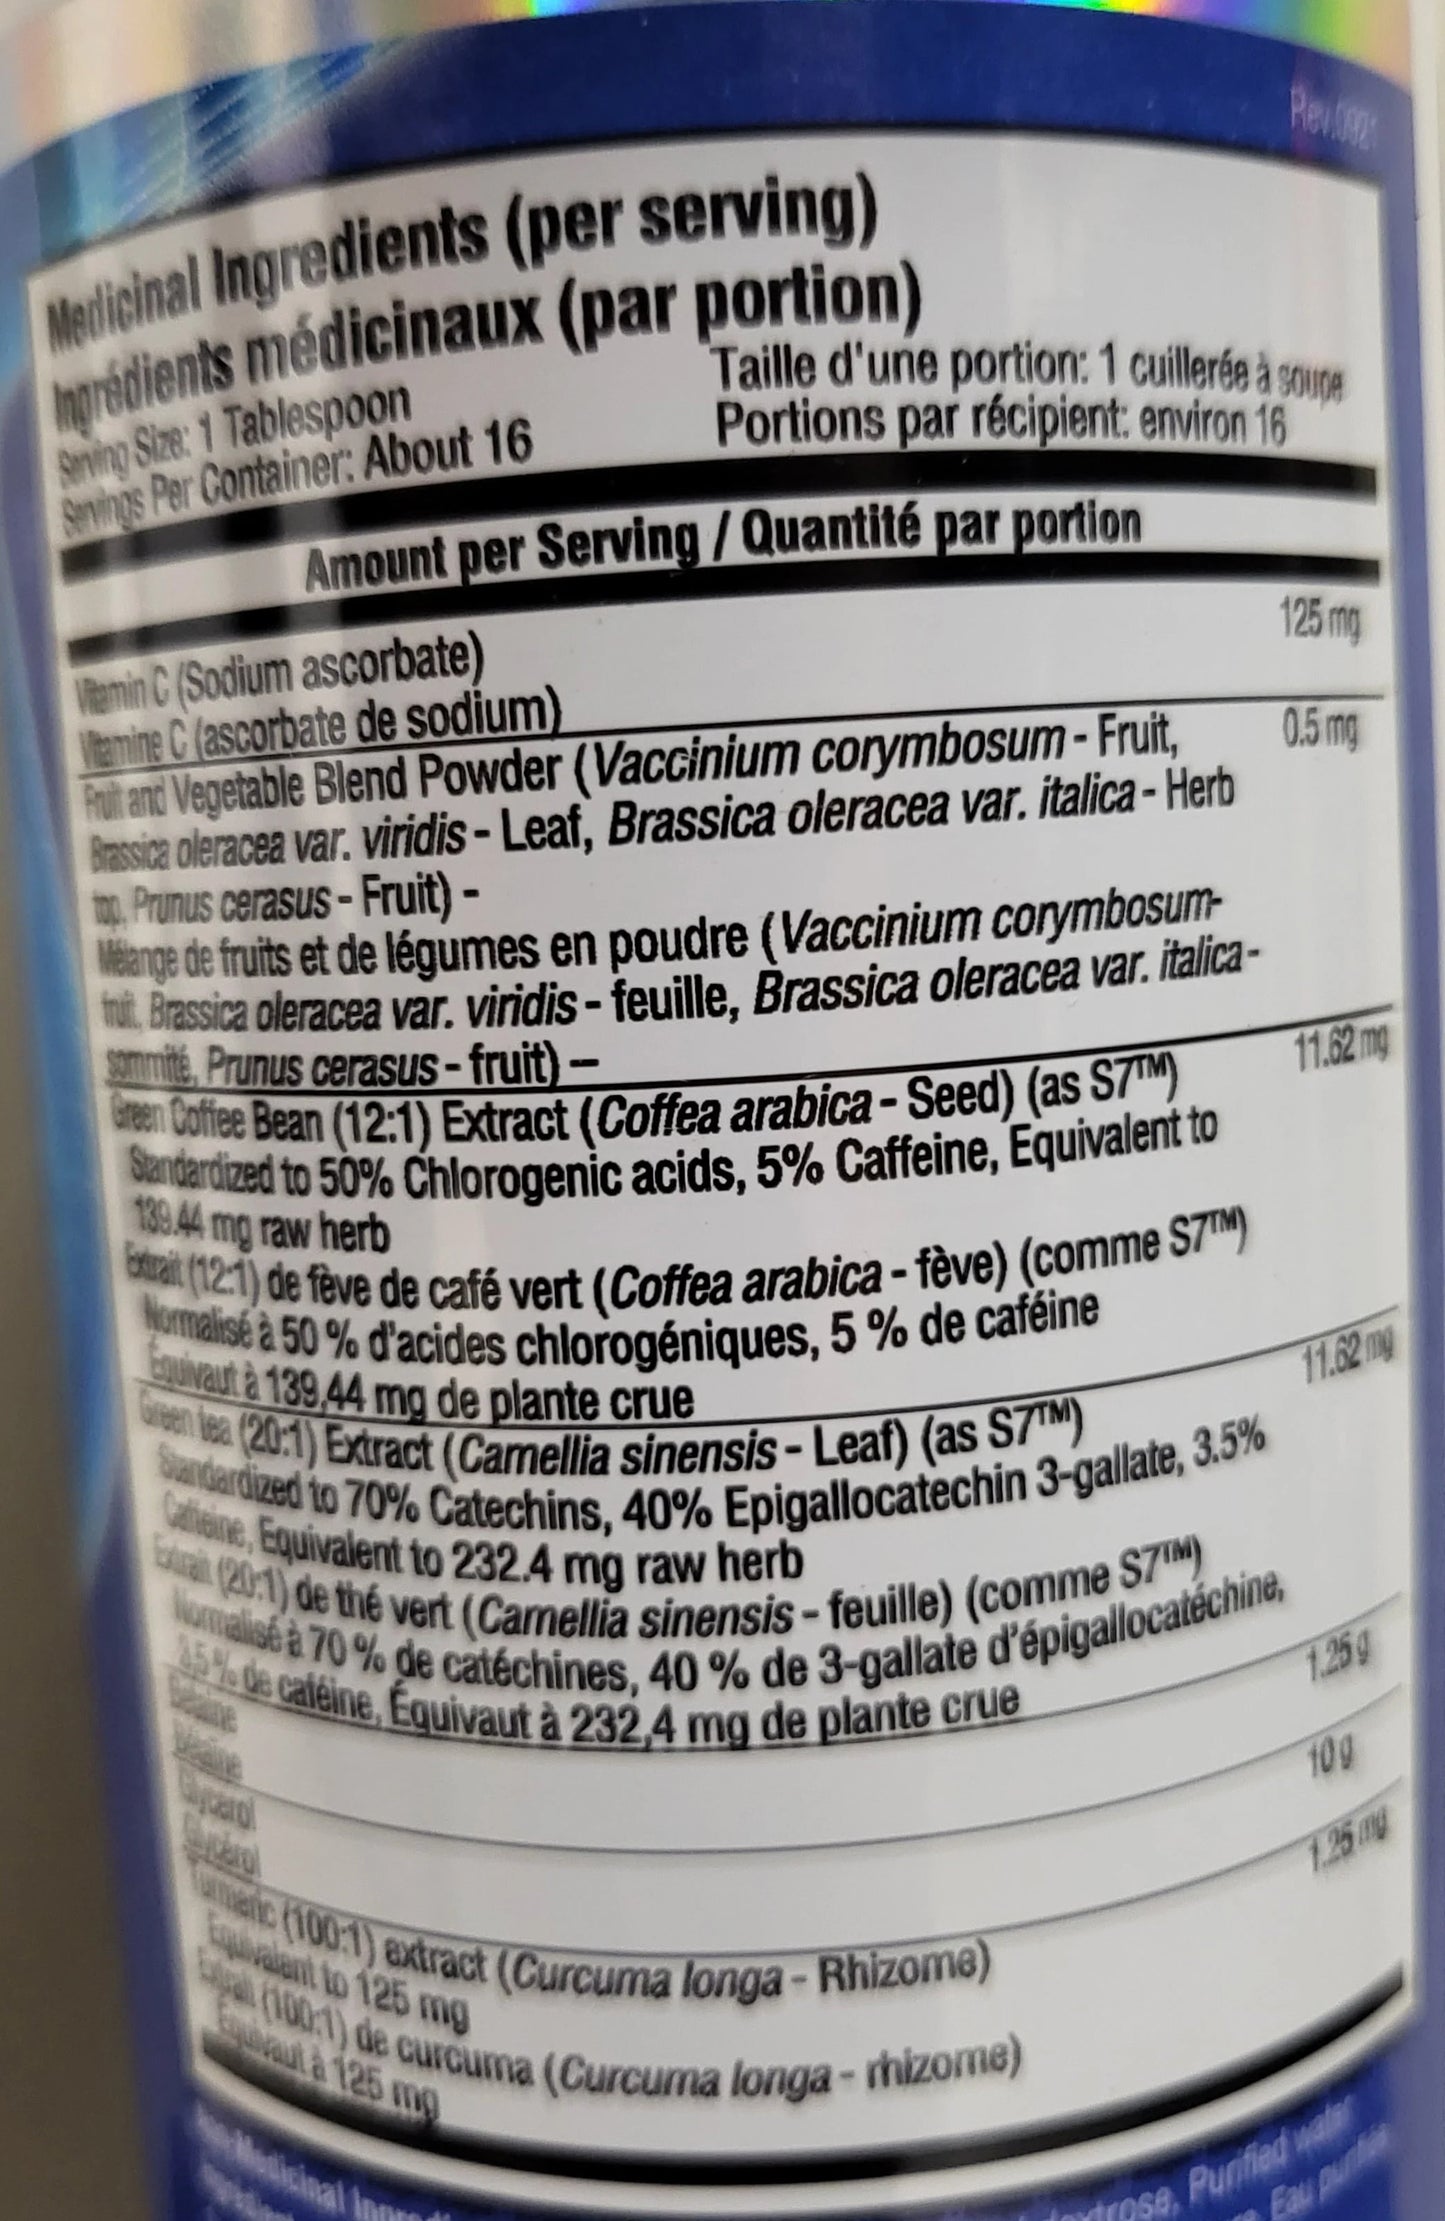 Rev.0921
Medicinal Ingredients (per serving)
Ingrédients médicinaux (par portion)
Serving Size: 1 Tablespoon
Taille d'une portion: 1 cuillerée à soupe
Servings Per Container: About 16
Portions par récipient: environ 16
Amount per Serving / Quantité par portion
Vitamin C (Sodium ascorbate) 125 mg
Vitamine C (ascorbate de sodium)
Fruit and Vegetable Blend Powder (Vaccinium corymbosum - Fruit, 0.5 mg
Brassica oleracea var. viridis - Leaf, Brassica oleracea var. italica - Herb
top, Prunus cerasus - Fruit) -
Mélange de fruits et de légumes en poudre (Vaccinium corymbosum-
fruit, Brassica oleracea var. viridis - feuille, Brassica oleracea var. italica -
sommité, Prunus cerasus - fruit) –
Green Coffee Bean (12:1) Extract (Coffea arabica - Seed) (as S7™) 11.62 mg
Standardized to 50% Chlorogenic acids, 5% Caffeine, Equivalent to
139.44 mg raw herb
Extrait (12:1) de fève de café vert (Coffea arabica - fève) (comme S7™)
Normalisé à 50 % d'acides chlorogéniques, 5 % de caféine
Équivaut à 139,44 mg de plante crue
Green tea (20:1) Extract (Camellia sinensis - Leaf) (as S7™) 11.62 mg
Standardized to 70% Catechins, 40% Epigallocatechin 3-gallate, 3.5%
Caffeine, Equivalent to 232.4 mg raw herb
Extrait (20:1) de thé vert (Camellia sinensis - feuille) (comme S7™)
Normalisé à 70 % de catéchines, 40 % de 3-gallate d'épigallocatéchine,
3,5 % de caféine, Équivaut à 232,4 mg de plante crue
Betaine 1.25 g
Bétaïne
Glycerol 10 g
Glycérol
Turmeric (100:1) extract (Curcuma longa - Rhizome) 1.25 mg
Equivalent to 125 mg
Extrait (100:1) de curcuma (Curcuma longa - rhizome)
Équivaut à 125 mg
Non-Medicinal
Purified water
Eau